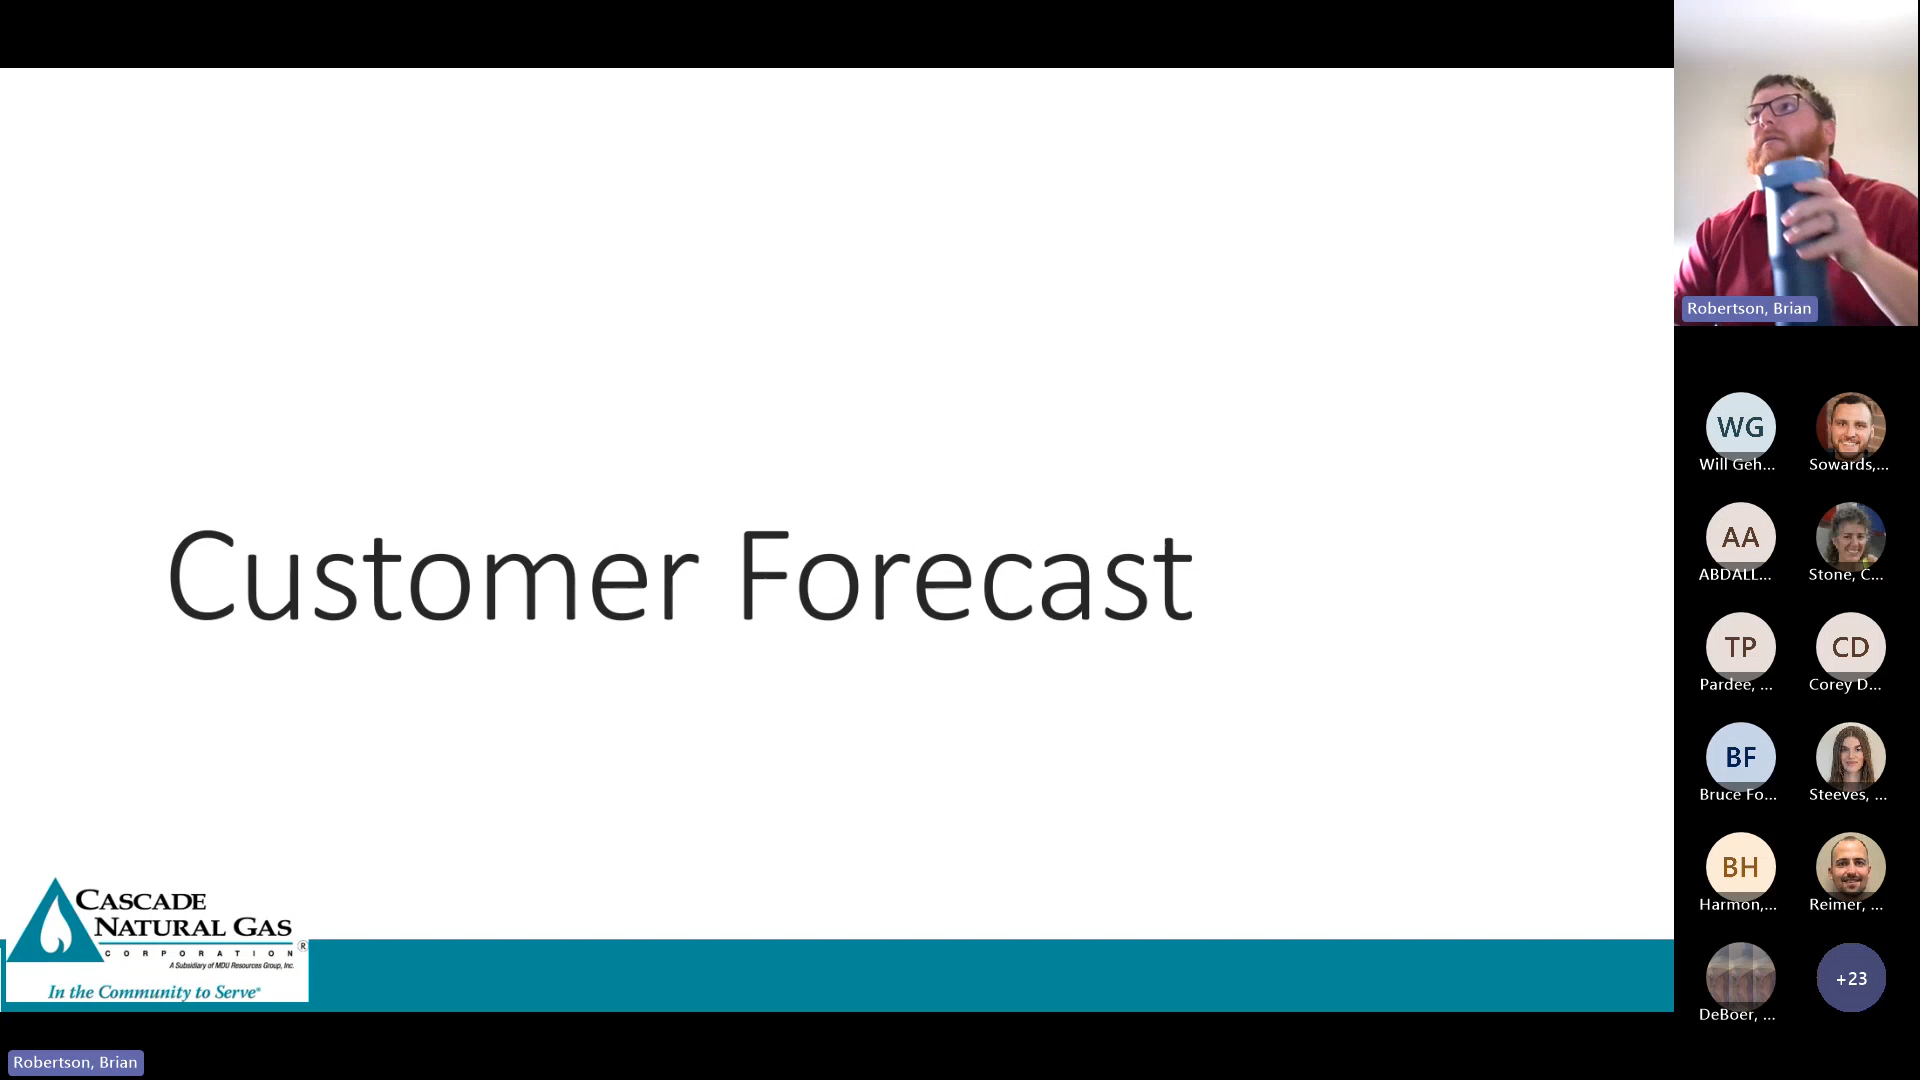 Customer Forecast
CASCADE
NATURAL GAS
CORPORATION ®
A Subsidiary of MDU Resources Group, Inc.
In the Community to Serve®
Robertson, Brian
Robertson, Brian
WG
Will Geh...
Sowards,...
AA
ABDALL...
Stone, C...
TP
CD
Pardee, ...
Corey D...
BF
Bruce Fo...
Steeves, ...
BH
Harmon,...
Reimer, ...
+23
DeBoer, ...